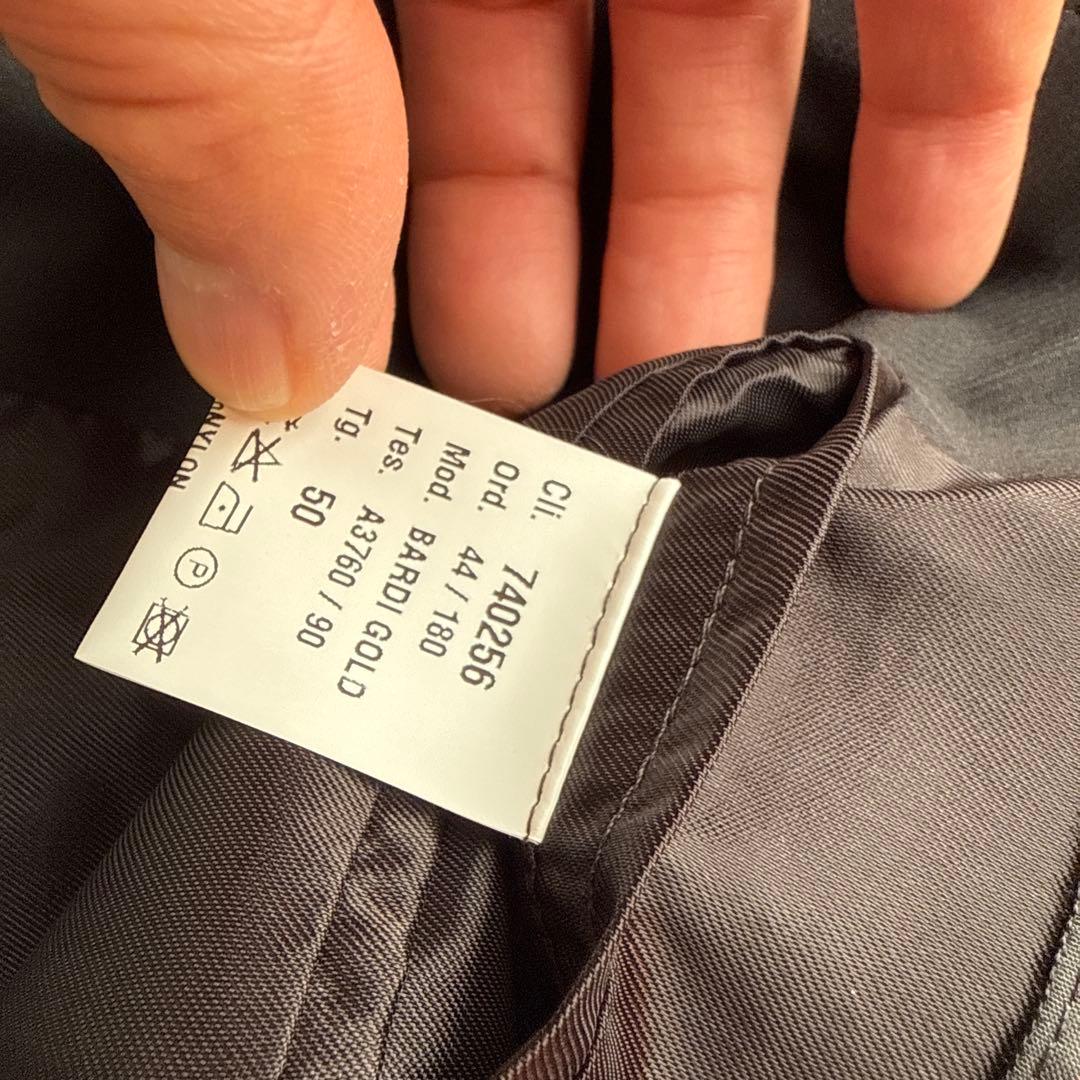 Cli. 740256
Ord. 44 / 180
Mod. BARDI GOLD
Tes. A3760 / 90
Tg. 50
P
NYLON